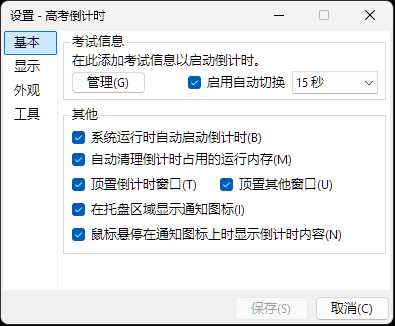 设置 - 高考倒计时
基本
显示
外观
工具
考试信息
在此添加考试信息以启动倒计时。
管理(G)
启用自动切换
15 秒
其他
系统运行时自动启动倒计时(B)
自动清理倒计时占用的运行内存(M)
顶置倒计时窗口(T)
顶置其他窗口(U)
在托盘区域显示通知图标(I)
鼠标悬停在通知图标上时显示倒计时内容(N)
保存(S)
取消(C)